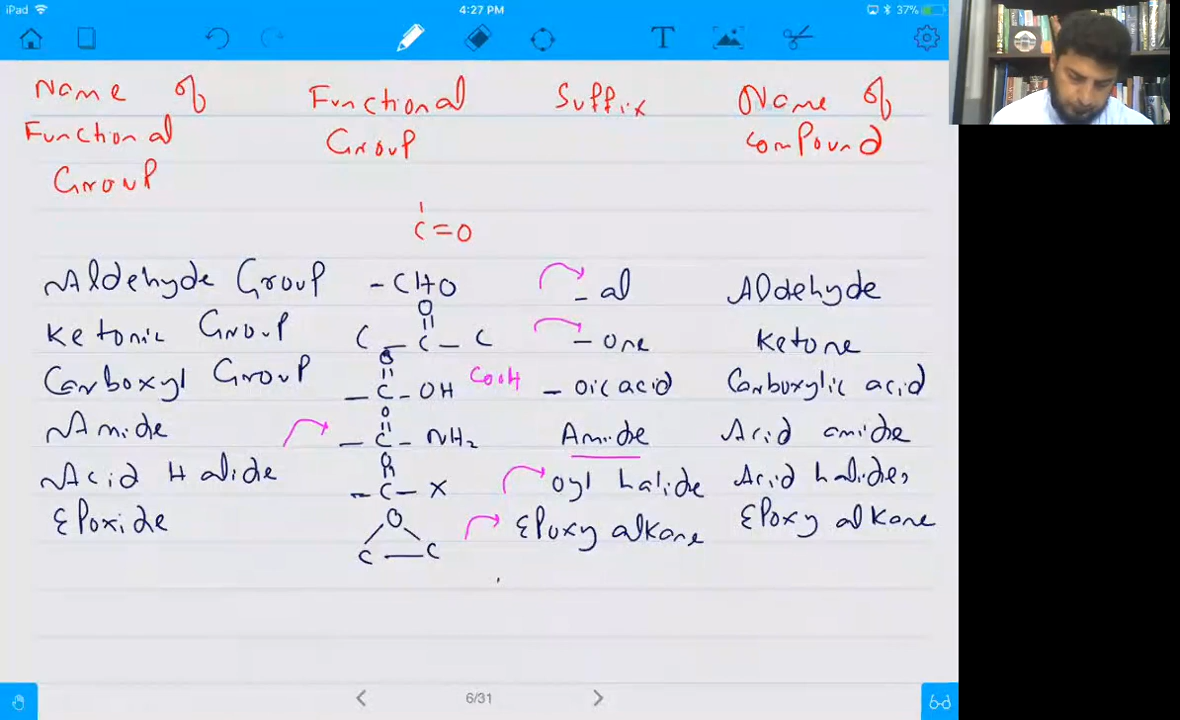 iPad 4:27 PM 37%
T
Name of Functional Suffix Name of
Functional Group Compound
Group
C=O
Aldehyde Group -CHO - al Aldehyde
O
||
Ketonic Group C - C - C - one Ketone
O
||
Carboxyl Group - C - OH COOH - oic acid Carboxylic acid
O
||
Amide - C - NH₂ Amide Acid amide
O
||
Acid Halide - C - X oyl halide Acid halides
O
Epoxide C - C Epoxy alkane Epoxy alkane
6/31